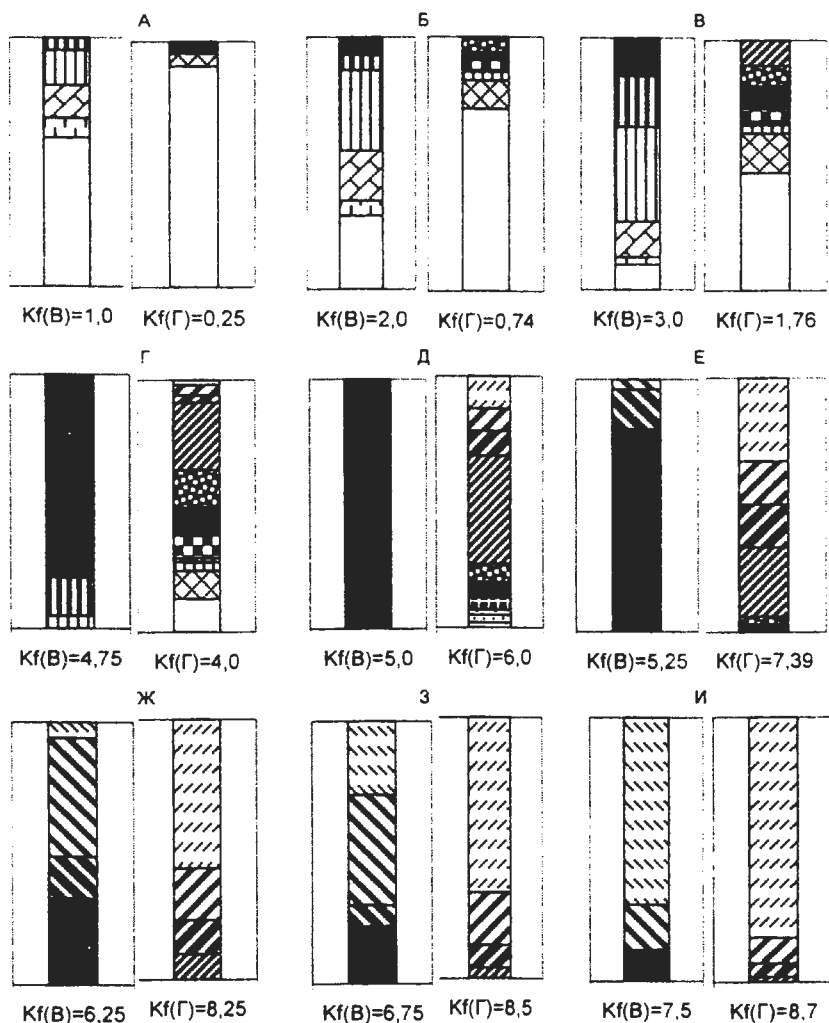 А Б В
Kf(B)=1,0 Kf(Г)=0,25 Kf(B)=2,0 Kf(Г)=0,74 Kf(B)=3,0 Kf(Г)=1,76
Г Д Е
Kf(B)=4,75 Kf(Г)=4,0 Kf(B)=5,0 Kf(Г)=6,0 Kf(B)=5,25 Kf(Г)=7,39
Ж З И
Kf(B)=6,25 Kf(Г)=8,25 Kf(B)=6,75 Kf(Г)=8,5 Kf(B)=7,5 Kf(Г)=8,7